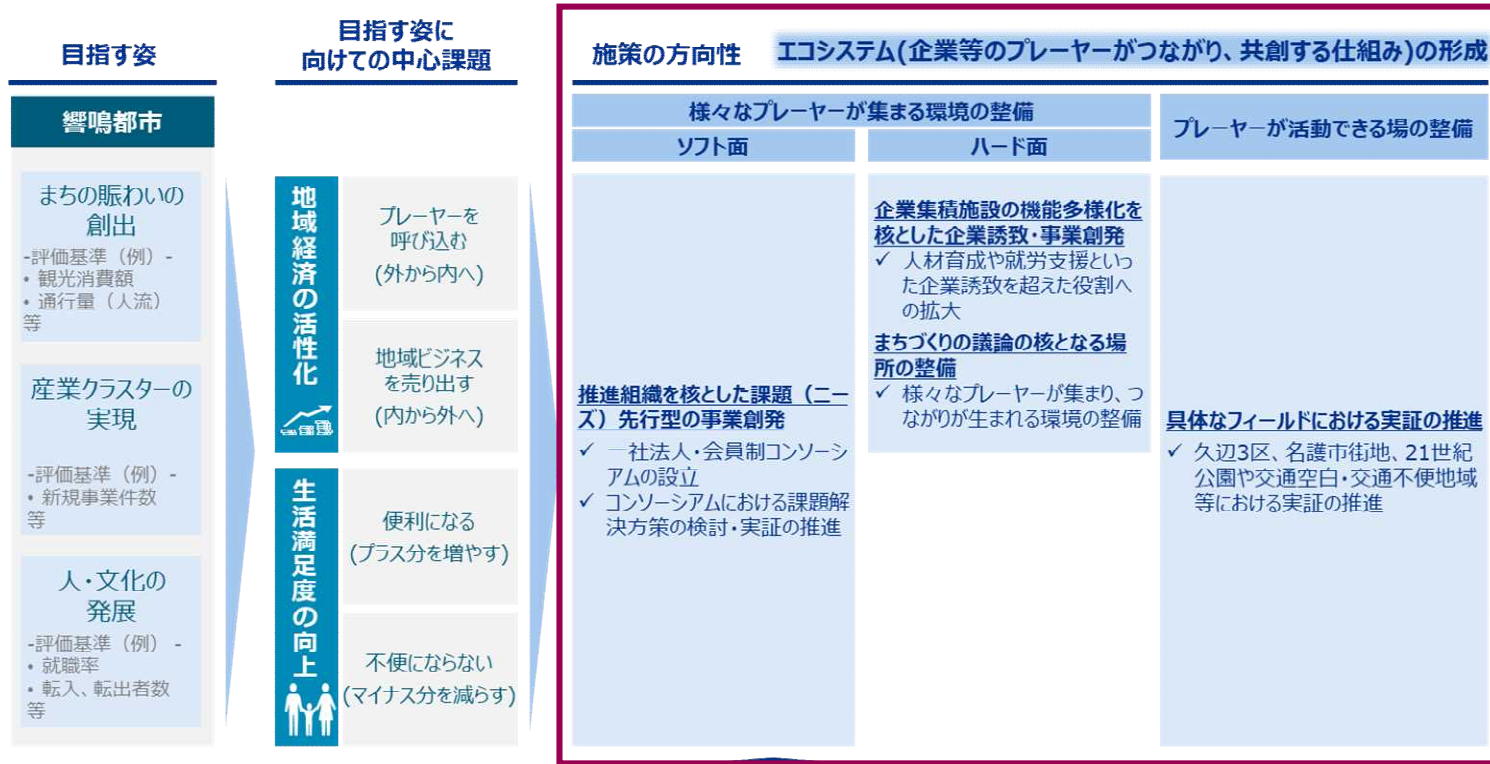 目指す姿
響鳴都市
まちの賑わいの
創出
-評価基準（例）-
• 観光消費額
• 通行量（人流）
等
産業クラスターの
実現
-評価基準（例）-
• 新規事業件数
等
人・文化の
発展
-評価基準（例） -
• 就職率
• 転入、転出者数
等
目指す姿に
向けての中心課題
地域経済の活性化
プレーヤーを
呼び込む
(外から内へ)
地域ビジネス
を売り出す
(内から外へ)
生活満足度の向上
便利になる
(プラス分を増やす)
不便にならない
(マイナス分を減らす)
施策の方向性 エコシステム(企業等のプレーヤーがつながり、共創する仕組み)の形成
様々なプレーヤーが集まる環境の整備
ソフト面
推進組織を核とした課題（ニー
ズ）先行型の事業創発
✓ 一社法人・会員制コンソーシ
アムの設立
✓ コンソーシアムにおける課題解
決方策の検討・実証の推進
ハード面
企業集積施設の機能多様化を
核とした企業誘致・事業創発
✓ 人材育成や就労支援といっ
た企業誘致を超えた役割へ
の拡大
まちづくりの議論の核となる場
所の整備
✓ 様々なプレーヤーが集まり、つ
ながりが生まれる環境の整備
プレーヤーが活動できる場の整備
具体なフィールドにおける実証の推進
✓ 久辺3区、名護市街地、21世紀
公園や交通空白・交通不便地域
等における実証の推進